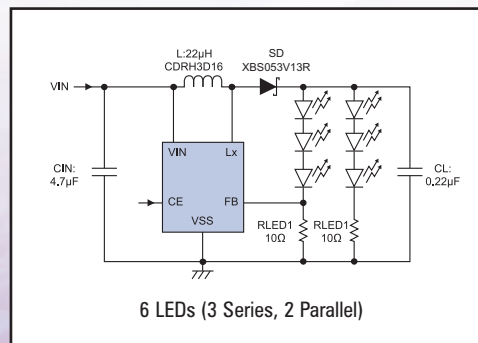 L:22µH
CDRH3D16
SD
XBS053V13R
VIN
VIN
Lx
CIN:
4.7µF
CE
FB
VSS
RLED1
10Ω
RLED1
10Ω
CL:
0.22µF
6 LEDs (3 Series, 2 Parallel)